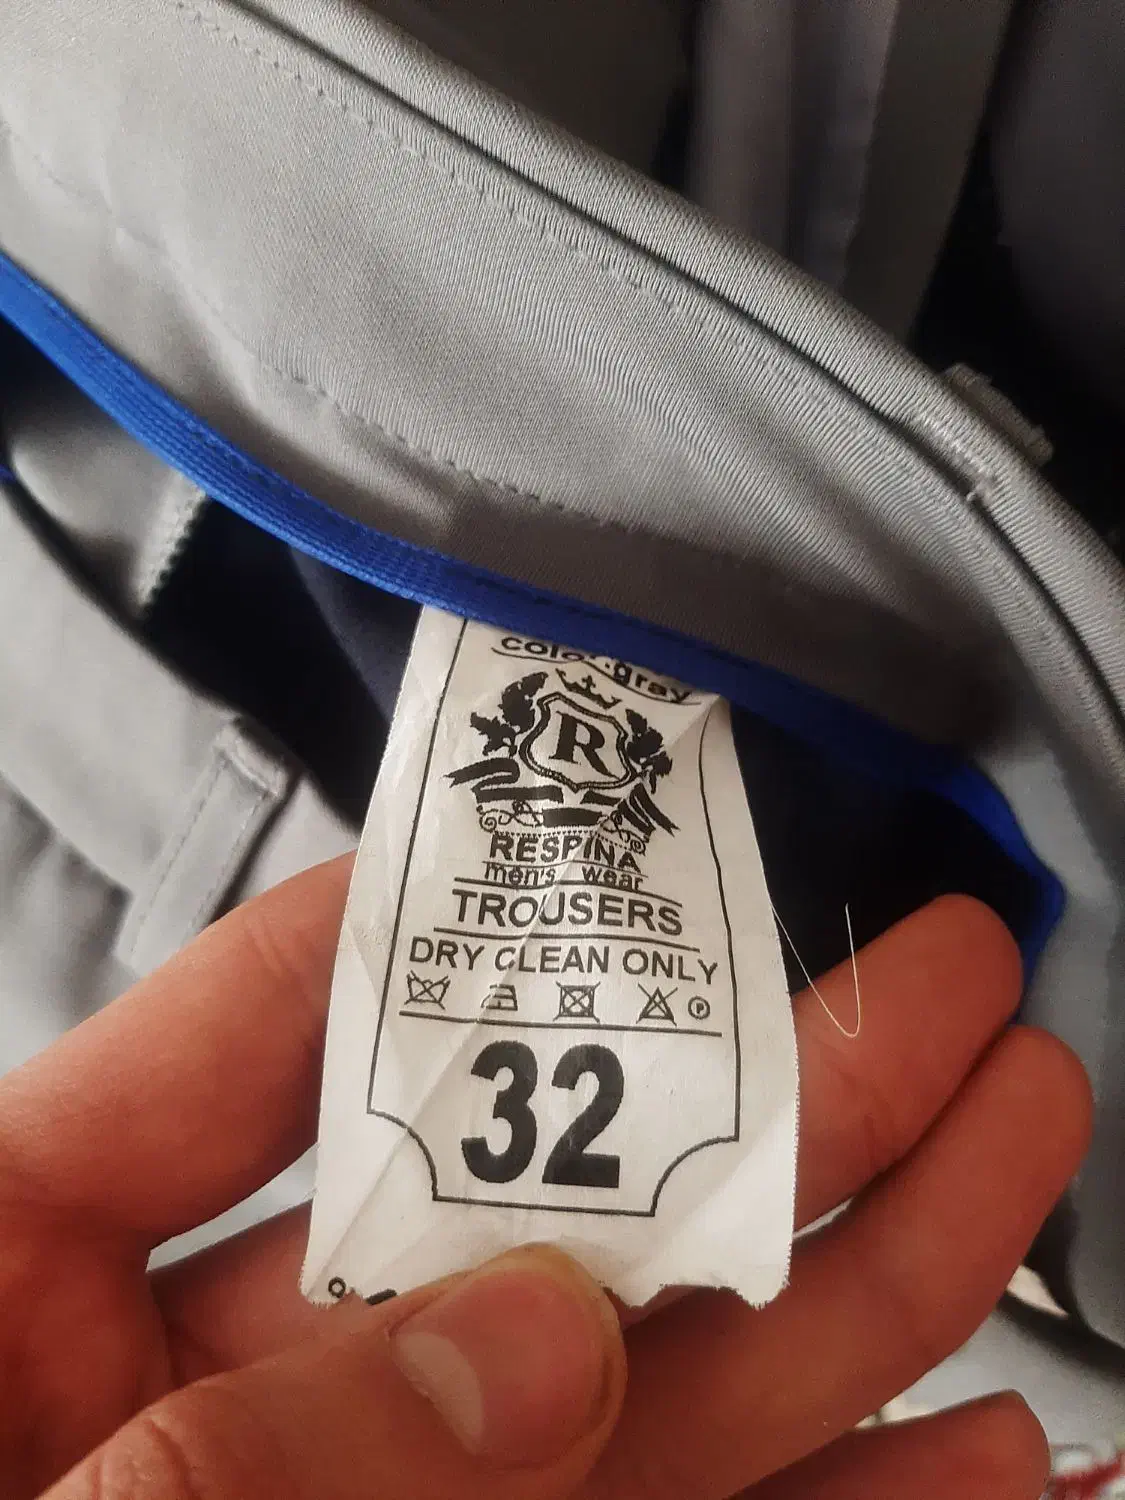 color:gray
R
RESPINA
men's wear
TROUSERS
DRY CLEAN ONLY
P
32